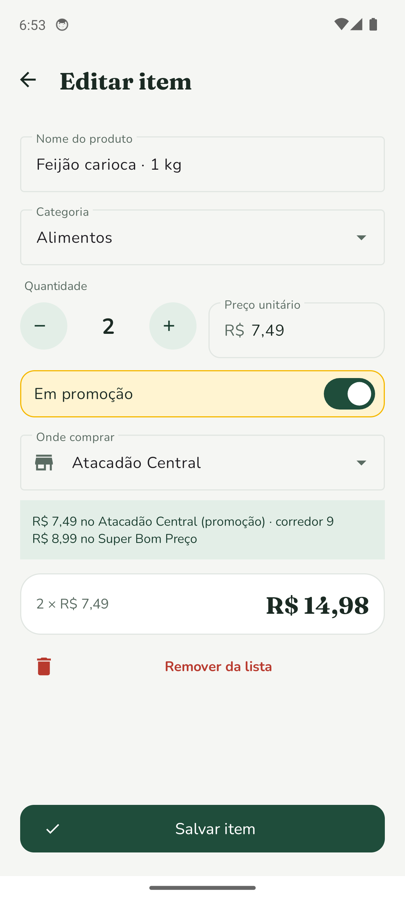 6:53
Editar item
Nome do produto
Feijão carioca · 1 kg
Categoria
Alimentos
Quantidade
− 2 +
Preço unitário
R$ 7,49
Em promoção
Onde comprar
Atacadão Central
R$ 7,49 no Atacadão Central (promoção) · corredor 9
R$ 8,99 no Super Bom Preço
2 × R$ 7,49
R$ 14,98
Remover da lista
Salvar item